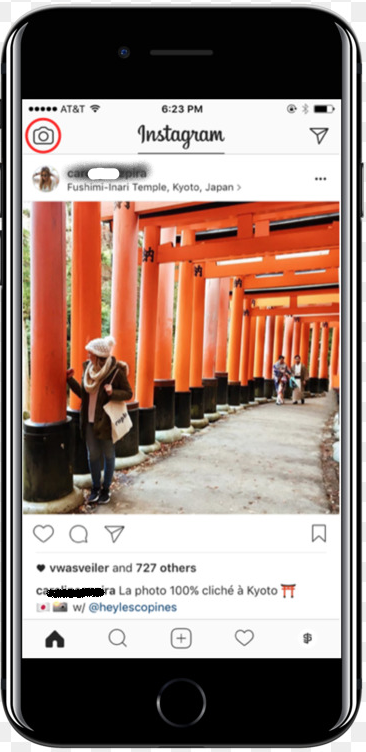 AT&T 6:23 PM
Instagram
Fushimi-Inari Temple, Kyoto, Japan >
vwasveiler and 727 others
La photo 100% cliché à Kyoto ⛩️
🇯🇵 📸 w/ @heylescopines